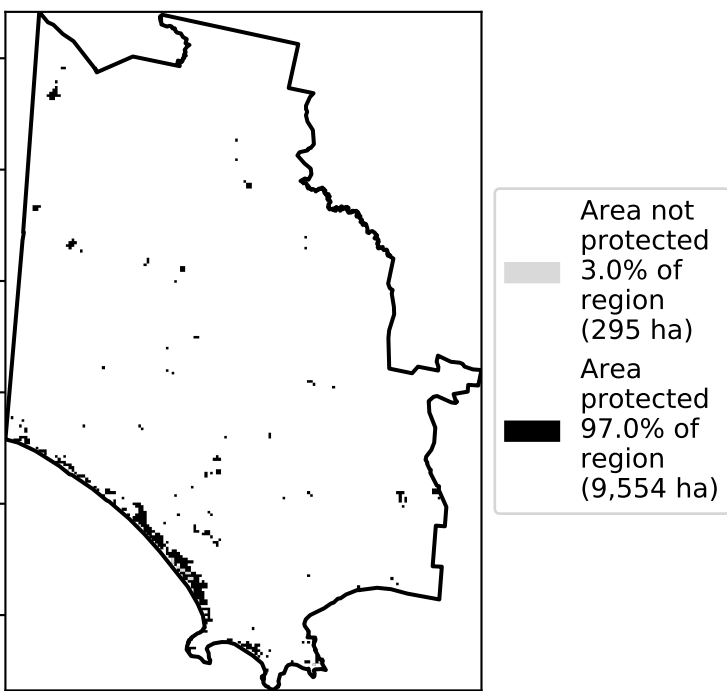 Area not
protected
3.0% of
region
(295 ha)
Area
protected
97.0% of
region
(9,554 ha)